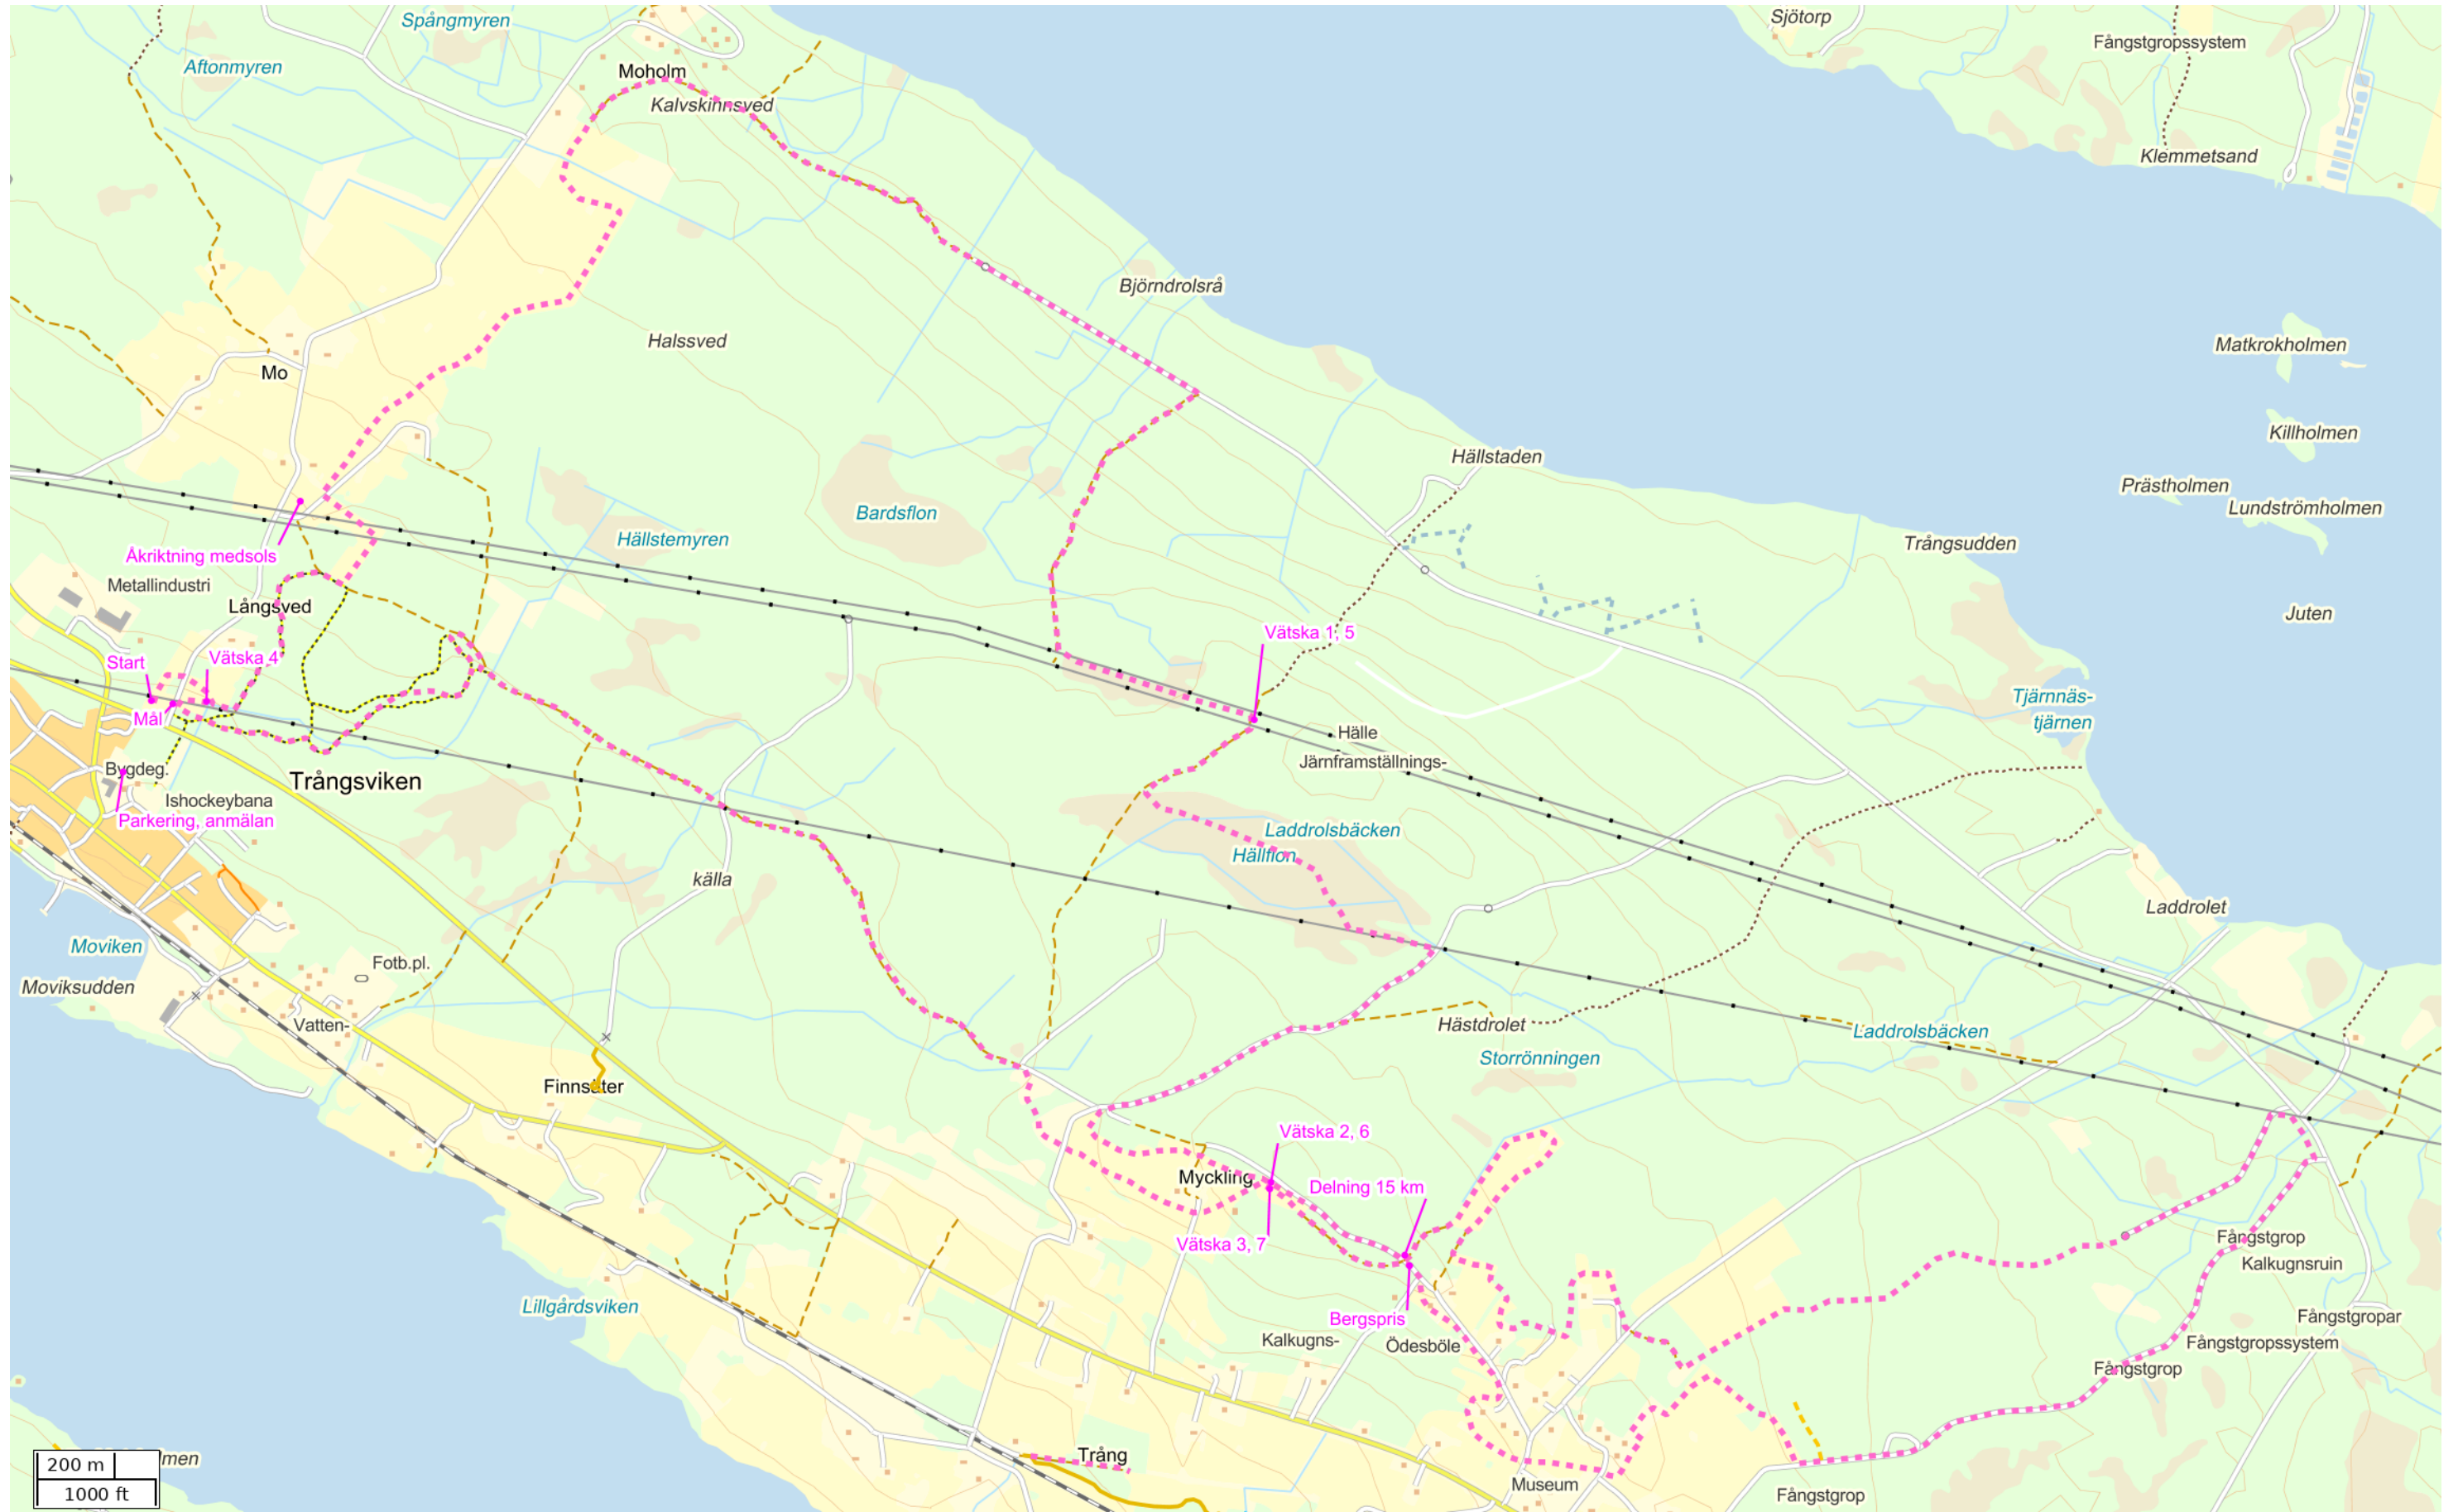 Spångmyren
Sjötorp
Fångstgropssystem
Aftonmyren
Moholm
Kalvskinnsved
Klemmetsand
Björndrolsrå
Halssved
Matkrokholmen
Mo
Killholmen
Hällstaden
Prästholmen
Lundströmholmen
Bardsflon
Hällstemyren
Trångsudden
Åkriktning medsols
Metallindustri
Långsved
Juten
Vätska 1, 5
Start
Vätska 4
Tjärnnäs-
tjärnen
Mål
Hälle
Järnframställnings-
Bygdeg.
Trångsviken
Ishockeybana
Parkering, anmälan
Laddrolsbäcken
Hällflon
källa
Laddrolet
Moviken
Fotb.pl.
Moviksudden
Vatten-
Hästdrolet
Laddrolsbäcken
Storrönningen
Finnsäter
Vätska 2, 6
Myckling
Delning 15 km
Vätska 3, 7
Fångstgrop
Kalkugnsruin
Lillgårdsviken
Bergspris
Fångstgropar
Kalkugns-
Ödesböle
Fångstgropssystem
Fångstgrop
Trång
men
200 m
Museum
1000 ft
Fångstgrop